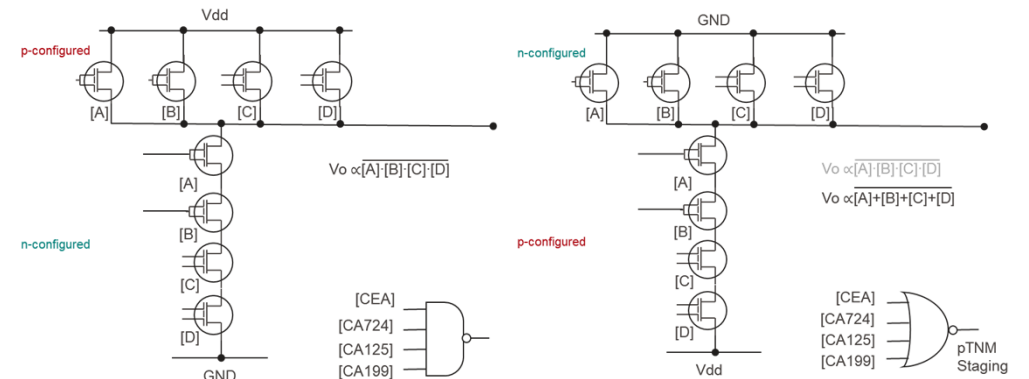 Vdd
p-configured
[A]
[B]
[C]
[D]
[A]
Vo ∝[A]·[B]·[C]·[D]
[B]
n-configured
[C]
[D]
GND
[CEA]
[CA724]
[CA125]
[CA199]
GND
n-configured
[A]
[B]
[C]
[D]
[A]
Vo ∝[A]·[B]·[C]·[D]
Vo ∝[A]+[B]+[C]+[D]
[B]
p-configured
[C]
[D]
Vdd
[CEA]
[CA724]
[CA125]
[CA199]
pTNM
Staging